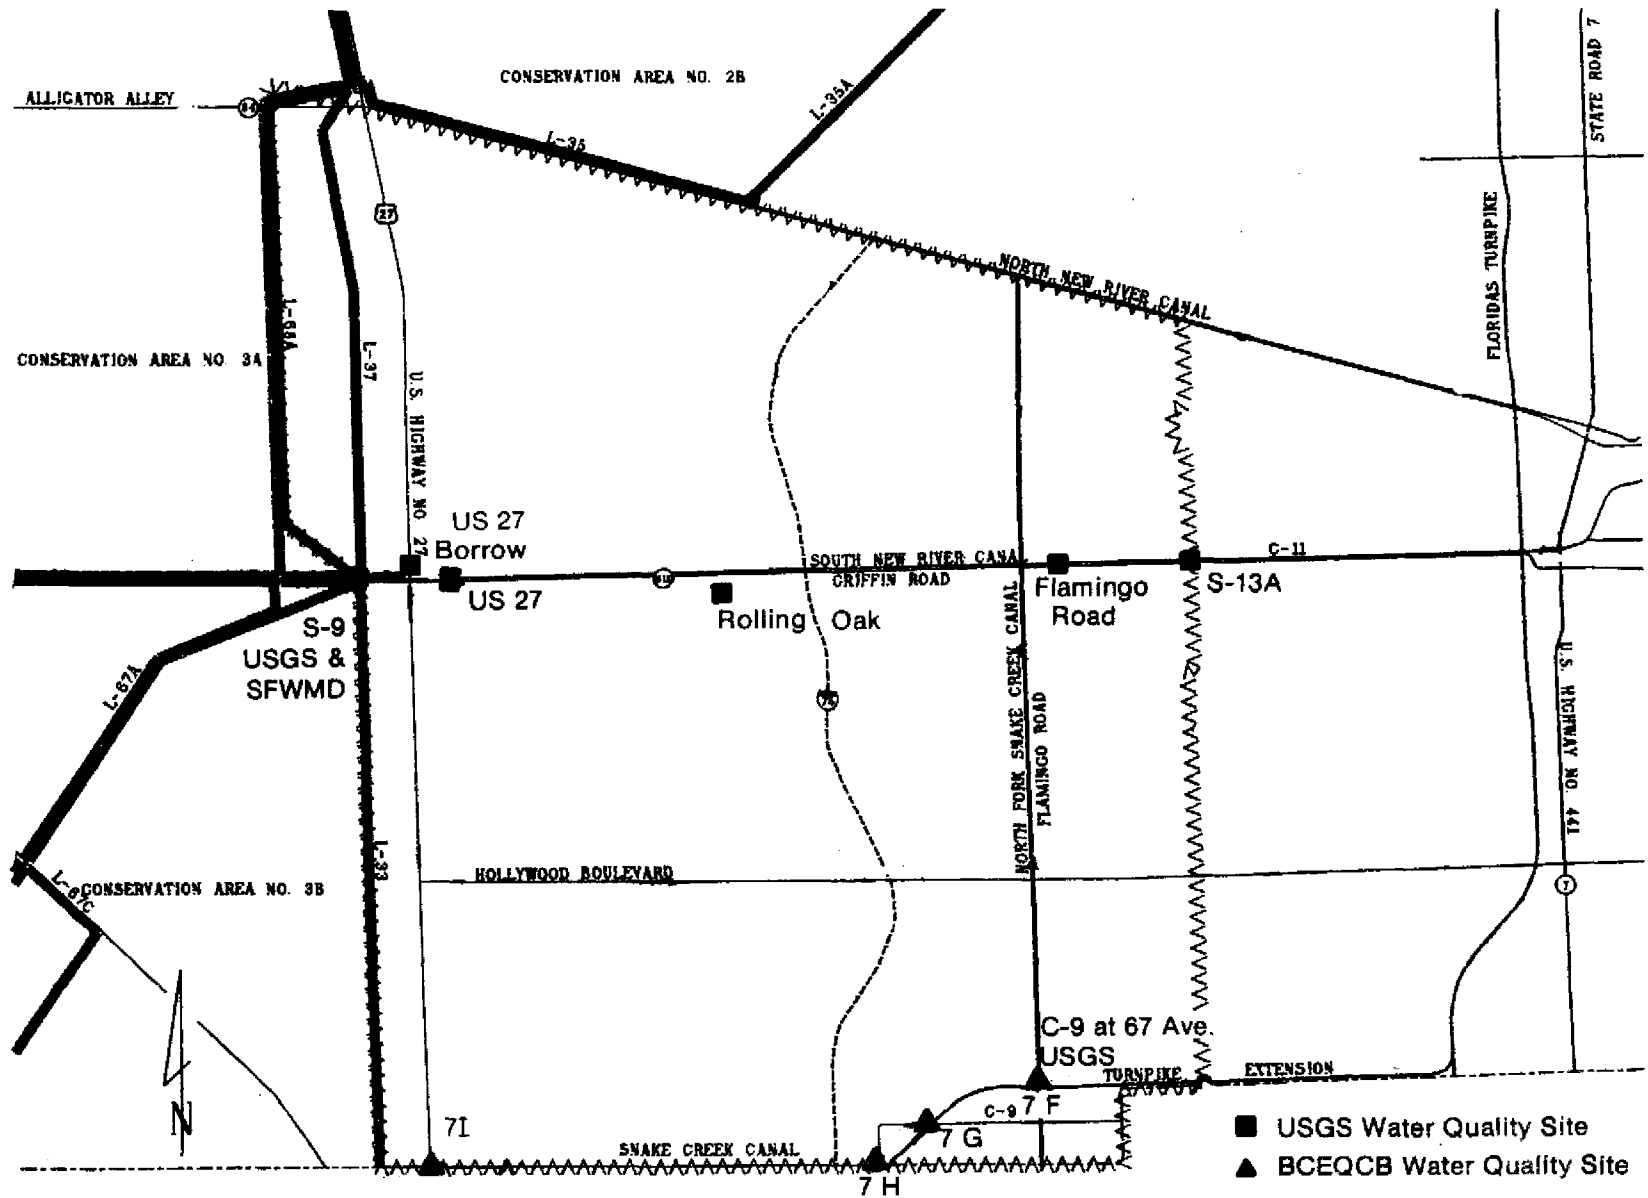 CONSERVATION AREA NO. 2B
STATE ROAD 7
L-35A
ALLIGATOR ALLEY
84
L-35
27
FLORIDAS TURNPIKE
NORTH NEW RIVER CANAL
L-68A
L-37
CONSERVATION AREA NO. 3A
U.S. HIGHWAY NO. 27
US 27
Borrow
SOUTH NEW RIVER CANA
C-11
GRIFFIN ROAD
US 27
Flamingo
Road
S-13A
Rolling Oak
S-9
USGS &
SFWMD
L-67A
75
NORTH FORK SNAKE CREEK CANAL
FLAMINGO ROAD
U.S. HIGHWAY NO. 441
L-33
HOLLYWOOD BOULEVARD
L-67C
CONSERVATION AREA NO. 3B
7
C-9 at 67 Ave.
USGS
TURNPIKE EXTENSION
N
7I
C-9
7 F
7 G
SNAKE CREEK CANAL
7 H
USGS Water Quality Site
BCEQCB Water Quality Site